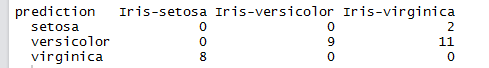 prediction Iris-setosa Iris-versicolor Iris-virginica
setosa 0 0 2
versicolor 0 9 11
virginica 8 0 0